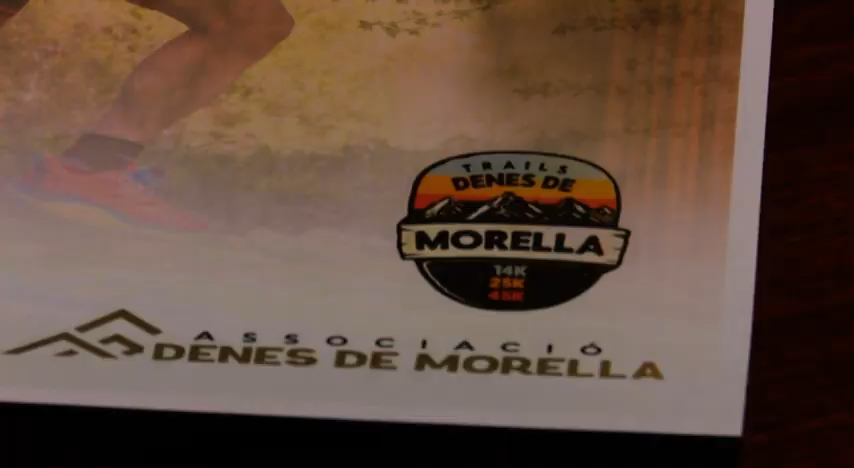 TRAILS
DENES DE
MORELLA
14K
25K
45K
ASSOCIACIÓ
DENES DE MORELLA